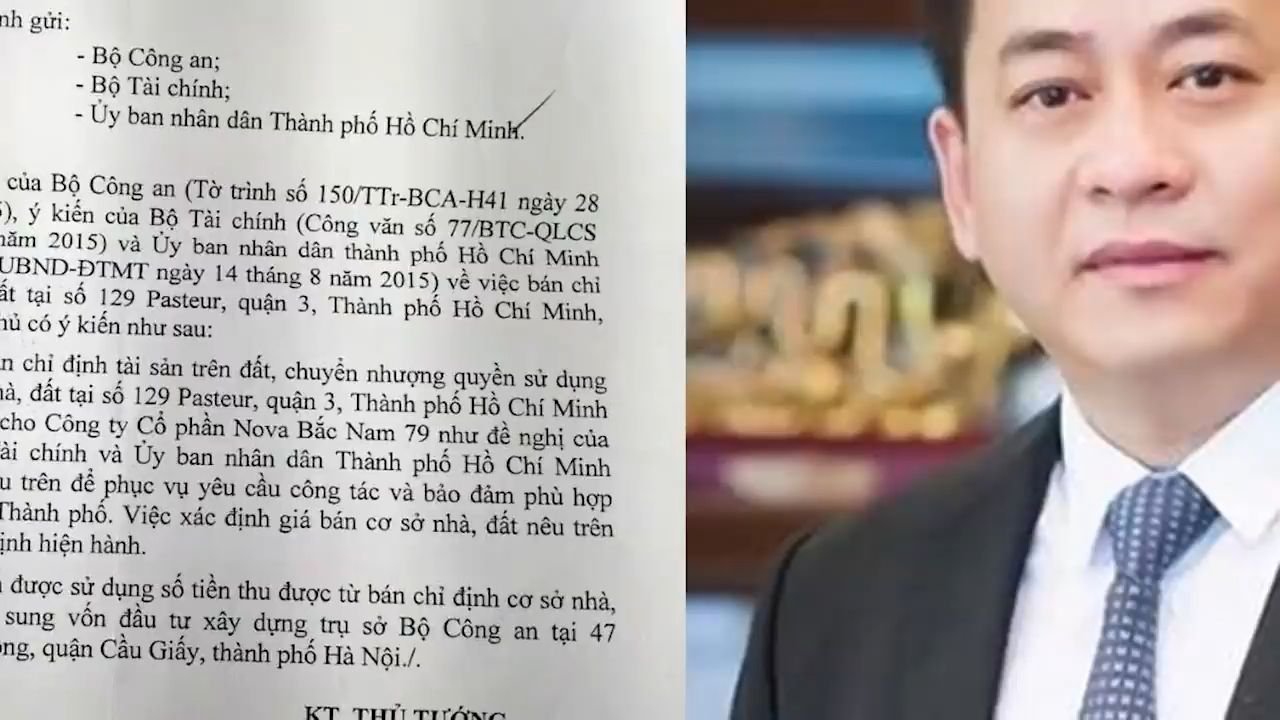 nh gửi:
- Bộ Công an;
- Bộ Tài chính;
- Ủy ban nhân dân Thành phố Hồ Chí Minh.
của Bộ Công an (Tờ trình số 150/TTr-BCA-H41 ngày 28
), ý kiến của Bộ Tài chính (Công văn số 77/BTC-QLCS
năm 2015) và Ủy ban nhân dân thành phố Hồ Chí Minh
UBND-ĐTMT ngày 14 tháng 8 năm 2015) về việc bán chỉ
ất tại số 129 Pasteur, quận 3, Thành phố Hồ Chí Minh,
hủ có ý kiến như sau:
n chỉ định tài sản trên đất, chuyển nhượng quyền sử dụng
hà, đất tại số 129 Pasteur, quận 3, Thành phố Hồ Chí Minh
cho Công ty Cổ phần Nova Bắc Nam 79 như đề nghị của
ài chính và Ủy ban nhân dân Thành phố Hồ Chí Minh
u trên để phục vụ yêu cầu công tác và bảo đảm phù hợp
Thành phố. Việc xác định giá bán cơ sở nhà, đất nêu trên
ịnh hiện hành.
được sử dụng số tiền thu được từ bán chỉ định cơ sở nhà,
sung vốn đầu tư xây dựng trụ sở Bộ Công an tại 47
ông, quận Cầu Giấy, thành phố Hà Nội./.
KT. THỦ TƯỚNG